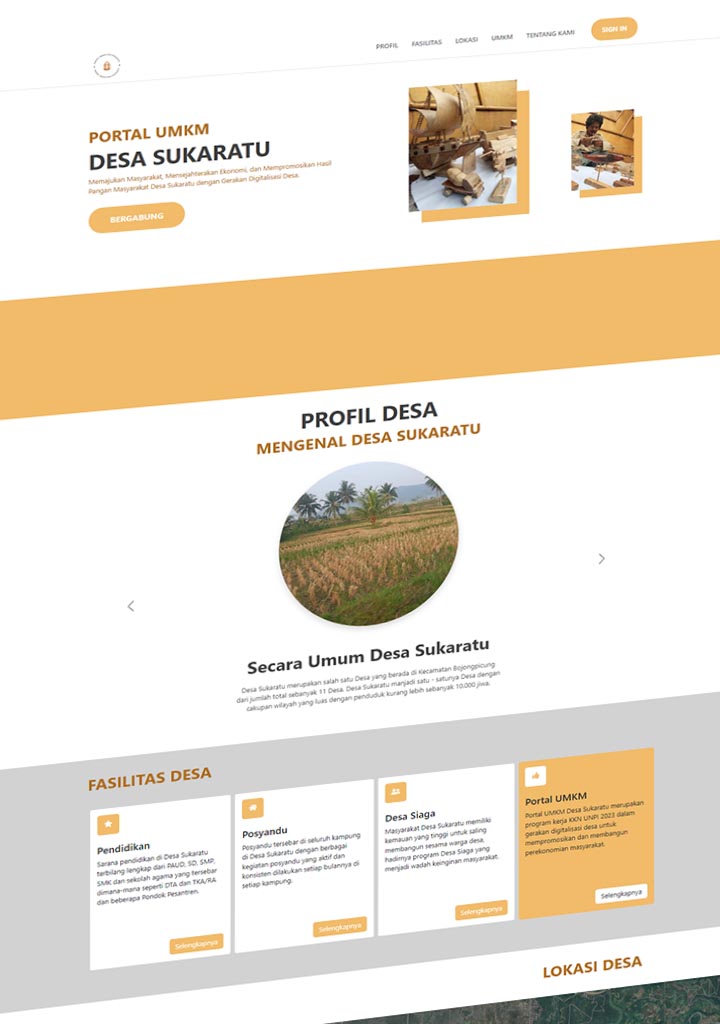 PROFIL
FASILITAS
LOKASI
UMKM
TENTANG KAMI
SIGN IN
PORTAL UMKM
DESA SUKARATU
Memajukan Masyarakat, Mensejahterakan Ekonomi, dan Mempromosikan Hasil
Pangan Masyarakat Desa Sukaratu dengan Gerakan Digitalisasi Desa.
BERGABUNG
PROFIL DESA
MENGENAL DESA SUKARATU
Secara Umum Desa Sukaratu
Desa Sukaratu merupakan salah satu Desa yang berada di Kecamatan Bojongpicung
dari jumlah total sebanyak 11 Desa. Desa Sukaratu manjadi satu - satunya Desa dengan
cakupan wilayah yang luas dengan penduduk kurang lebih sebanyak 10.000 jiwa.
FASILITAS DESA
Pendidikan
Sarana pendidikan di Desa Sukaratu
terbilang lengkap dari PAUD, SD, SMP,
SMK dan sekolah agama yang tersebar
dimana-mana seperti DTA dan TKA/RA
dan beberapa Pondok Pesantren.
Selengkapnya
Posyandu
Posyandu tersebar di seluruh kampung
di Desa Sukaratu dengan berbagai
kegiatan posyandu yang aktif dan
konsisten dilakukan setiap bulannya di
setiap kampung.
Selengkapnya
Desa Siaga
Masyarakat Desa Sukaratu memiliki
kemauan yang tinggi untuk saling
membangun sesama warga desa,
hadirnya program Desa Siaga yang
menjadi wadah keinginan masyarakat.
Selengkapnya
Portal UMKM
Portal UMKM Desa Sukaratu merupakan
program kerja KKN UNPI 2023 dalam
gerakan digitalisasi desa untuk
mempromosikan dan membangun
perekonomian masyarakat.
Selengkapnya
LOKASI DESA